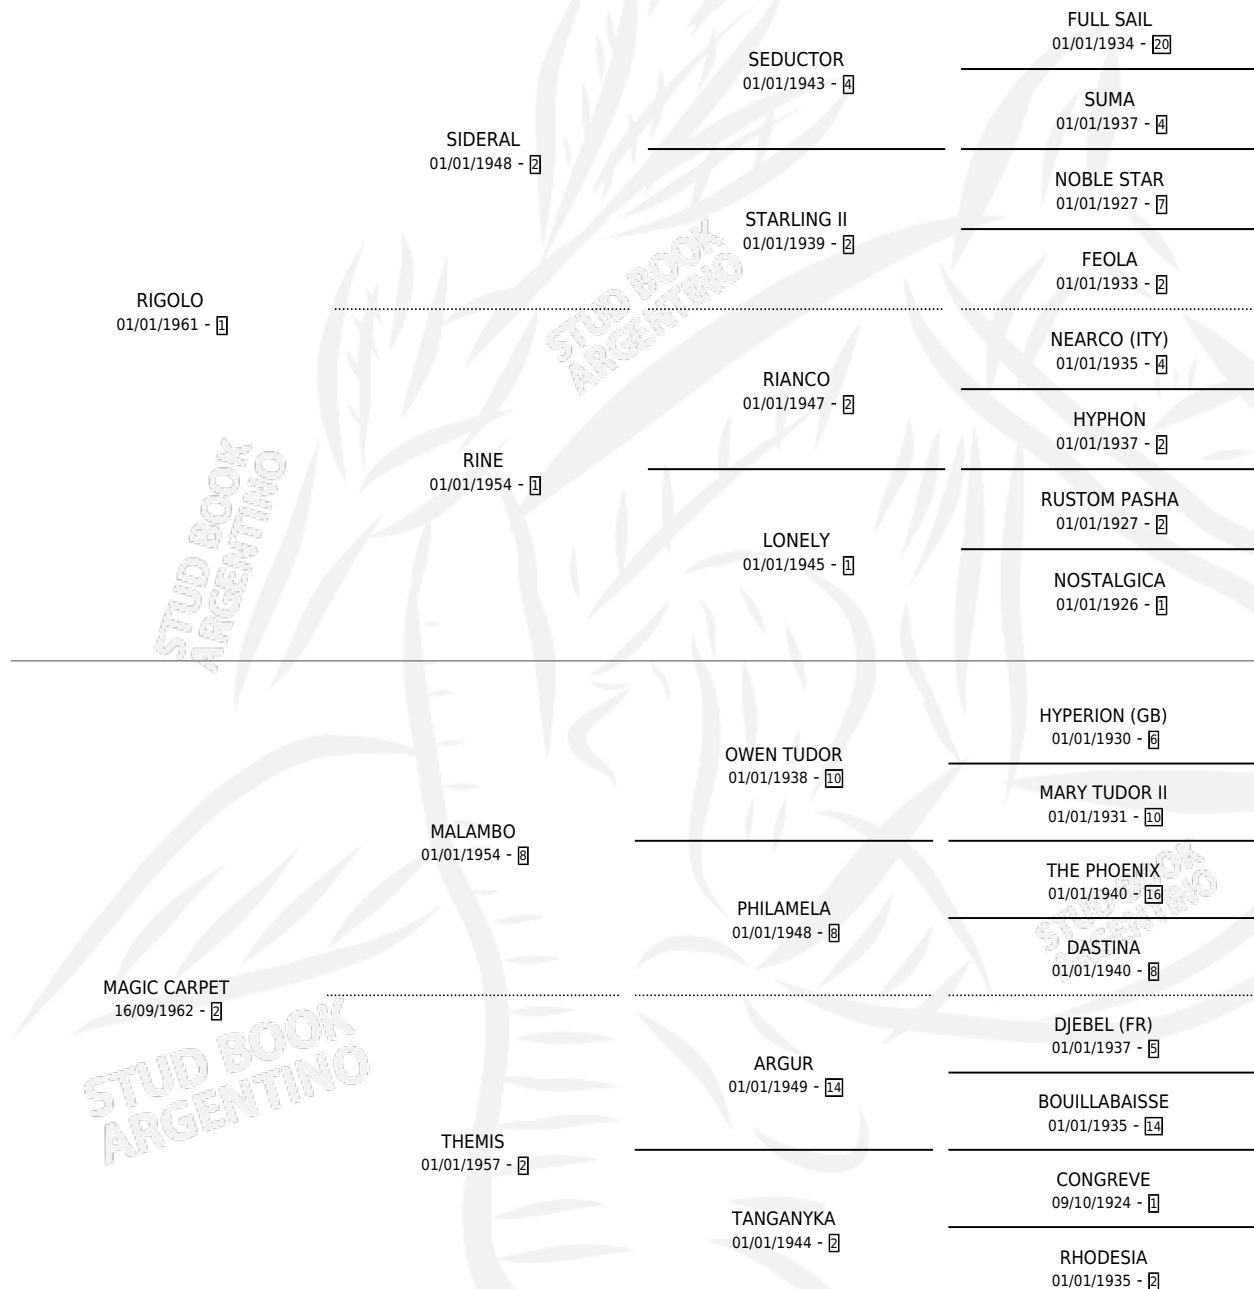 FULL SAIL
01/01/1934 - 20
SEDUCTOR
01/01/1943 - 4
SUMA
01/01/1937 - 4
SIDERAL
01/01/1948 - 2
NOBLE STAR
01/01/1927 - 7
STARLING II
01/01/1939 - 2
FEOLA
01/01/1933 - 2
RIGOLO
01/01/1961 - 1
NEARCO (ITY)
01/01/1935 - 4
RIANCO
01/01/1947 - 2
HYPHON
01/01/1937 - 2
RINE
01/01/1954 - 1
RUSTOM PASHA
01/01/1927 - 2
LONELY
01/01/1945 - 1
NOSTALGICA
01/01/1926 - 1
HYPERION (GB)
01/01/1930 - 6
OWEN TUDOR
01/01/1938 - 10
MARY TUDOR II
01/01/1931 - 10
MALAMBO
01/01/1954 - 8
THE PHOENIX
01/01/1940 - 16
PHILAMELA
01/01/1948 - 8
DASTINA
01/01/1940 - 8
MAGIC CARPET
16/09/1962 - 2
DJEBEL (FR)
01/01/1937 - 5
ARGUR
01/01/1949 - 14
BOUILLABAISSE
01/01/1935 - 14
THEMIS
01/01/1957 - 2
CONGREVE
09/10/1924 - 1
TANGANYKA
01/01/1944 - 2
RHODESIA
01/01/1935 - 2
STUD BOOK
ARGENTINO
STUD BOOK
ARGENTINO
STUD BOOK
ARGENTINO
STUD BOOK
ARGENTINO